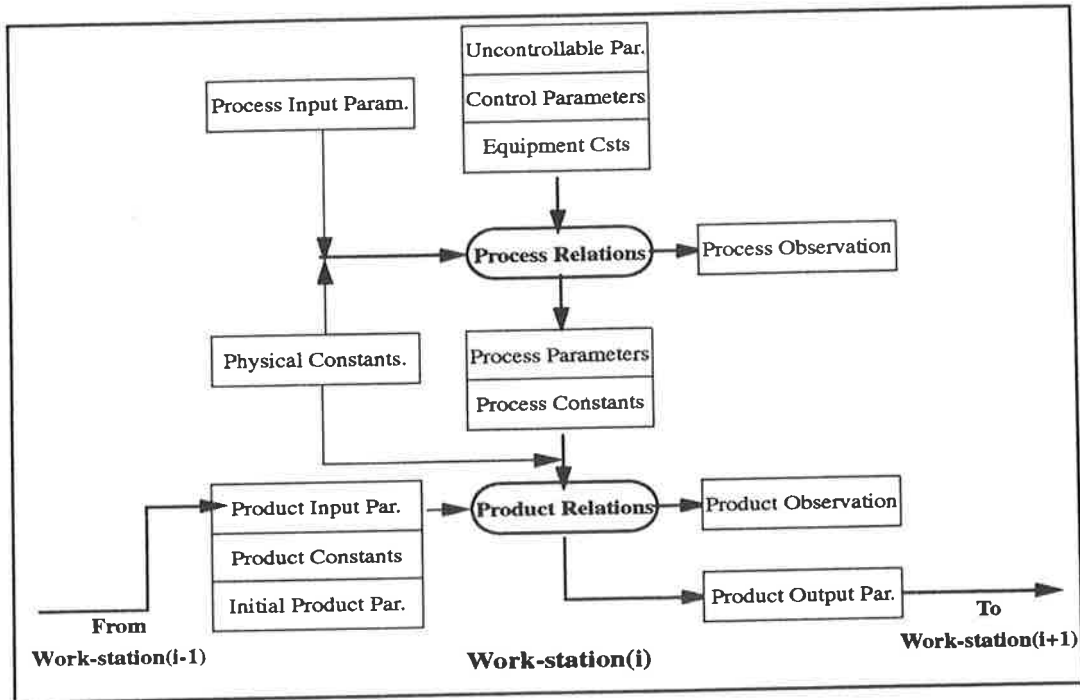 Uncontrollable Par.
Process Input Param.
Control Parameters
Equipment Csts
Process Relations
Process Observation
Physical Constants.
Process Parameters
Process Constants
Product Input Par.
Product Relations
Product Observation
Product Constants
Initial Product Par.
Product Output Par.
From
Work-station(i-1)
To
Work-station(i+1)
Work-station(i)